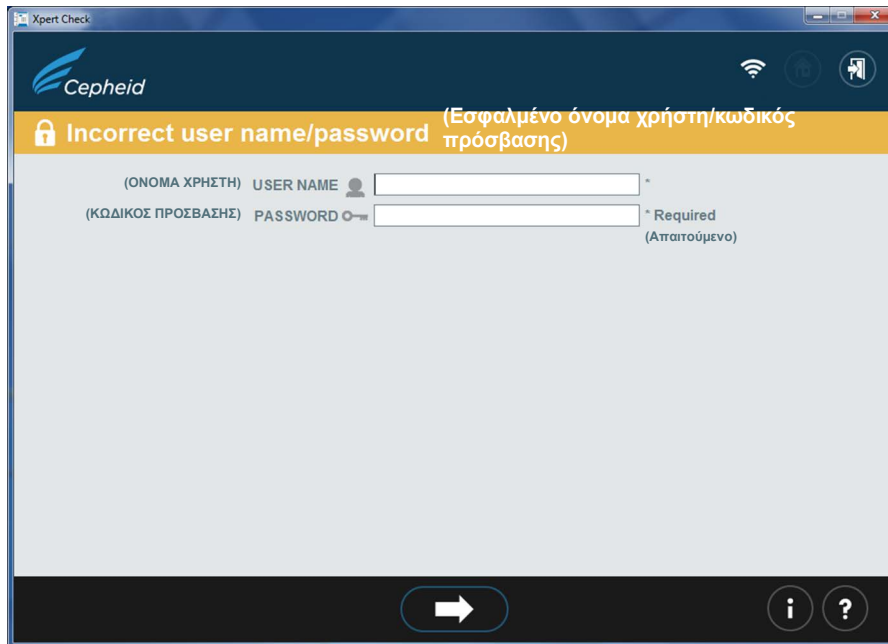 Xpert Check
Cepheid
Incorrect user name/password (Εσφαλμένο όνομα χρήστη/κωδικός
πρόσβασης)
(ΟΝΟΜΑ ΧΡΗΣΤΗ) USER NAME *
(ΚΩΔΙΚΟΣ ΠΡΟΣΒΑΣΗΣ) PASSWORD * Required
(Απαιτούμενο)
i ?